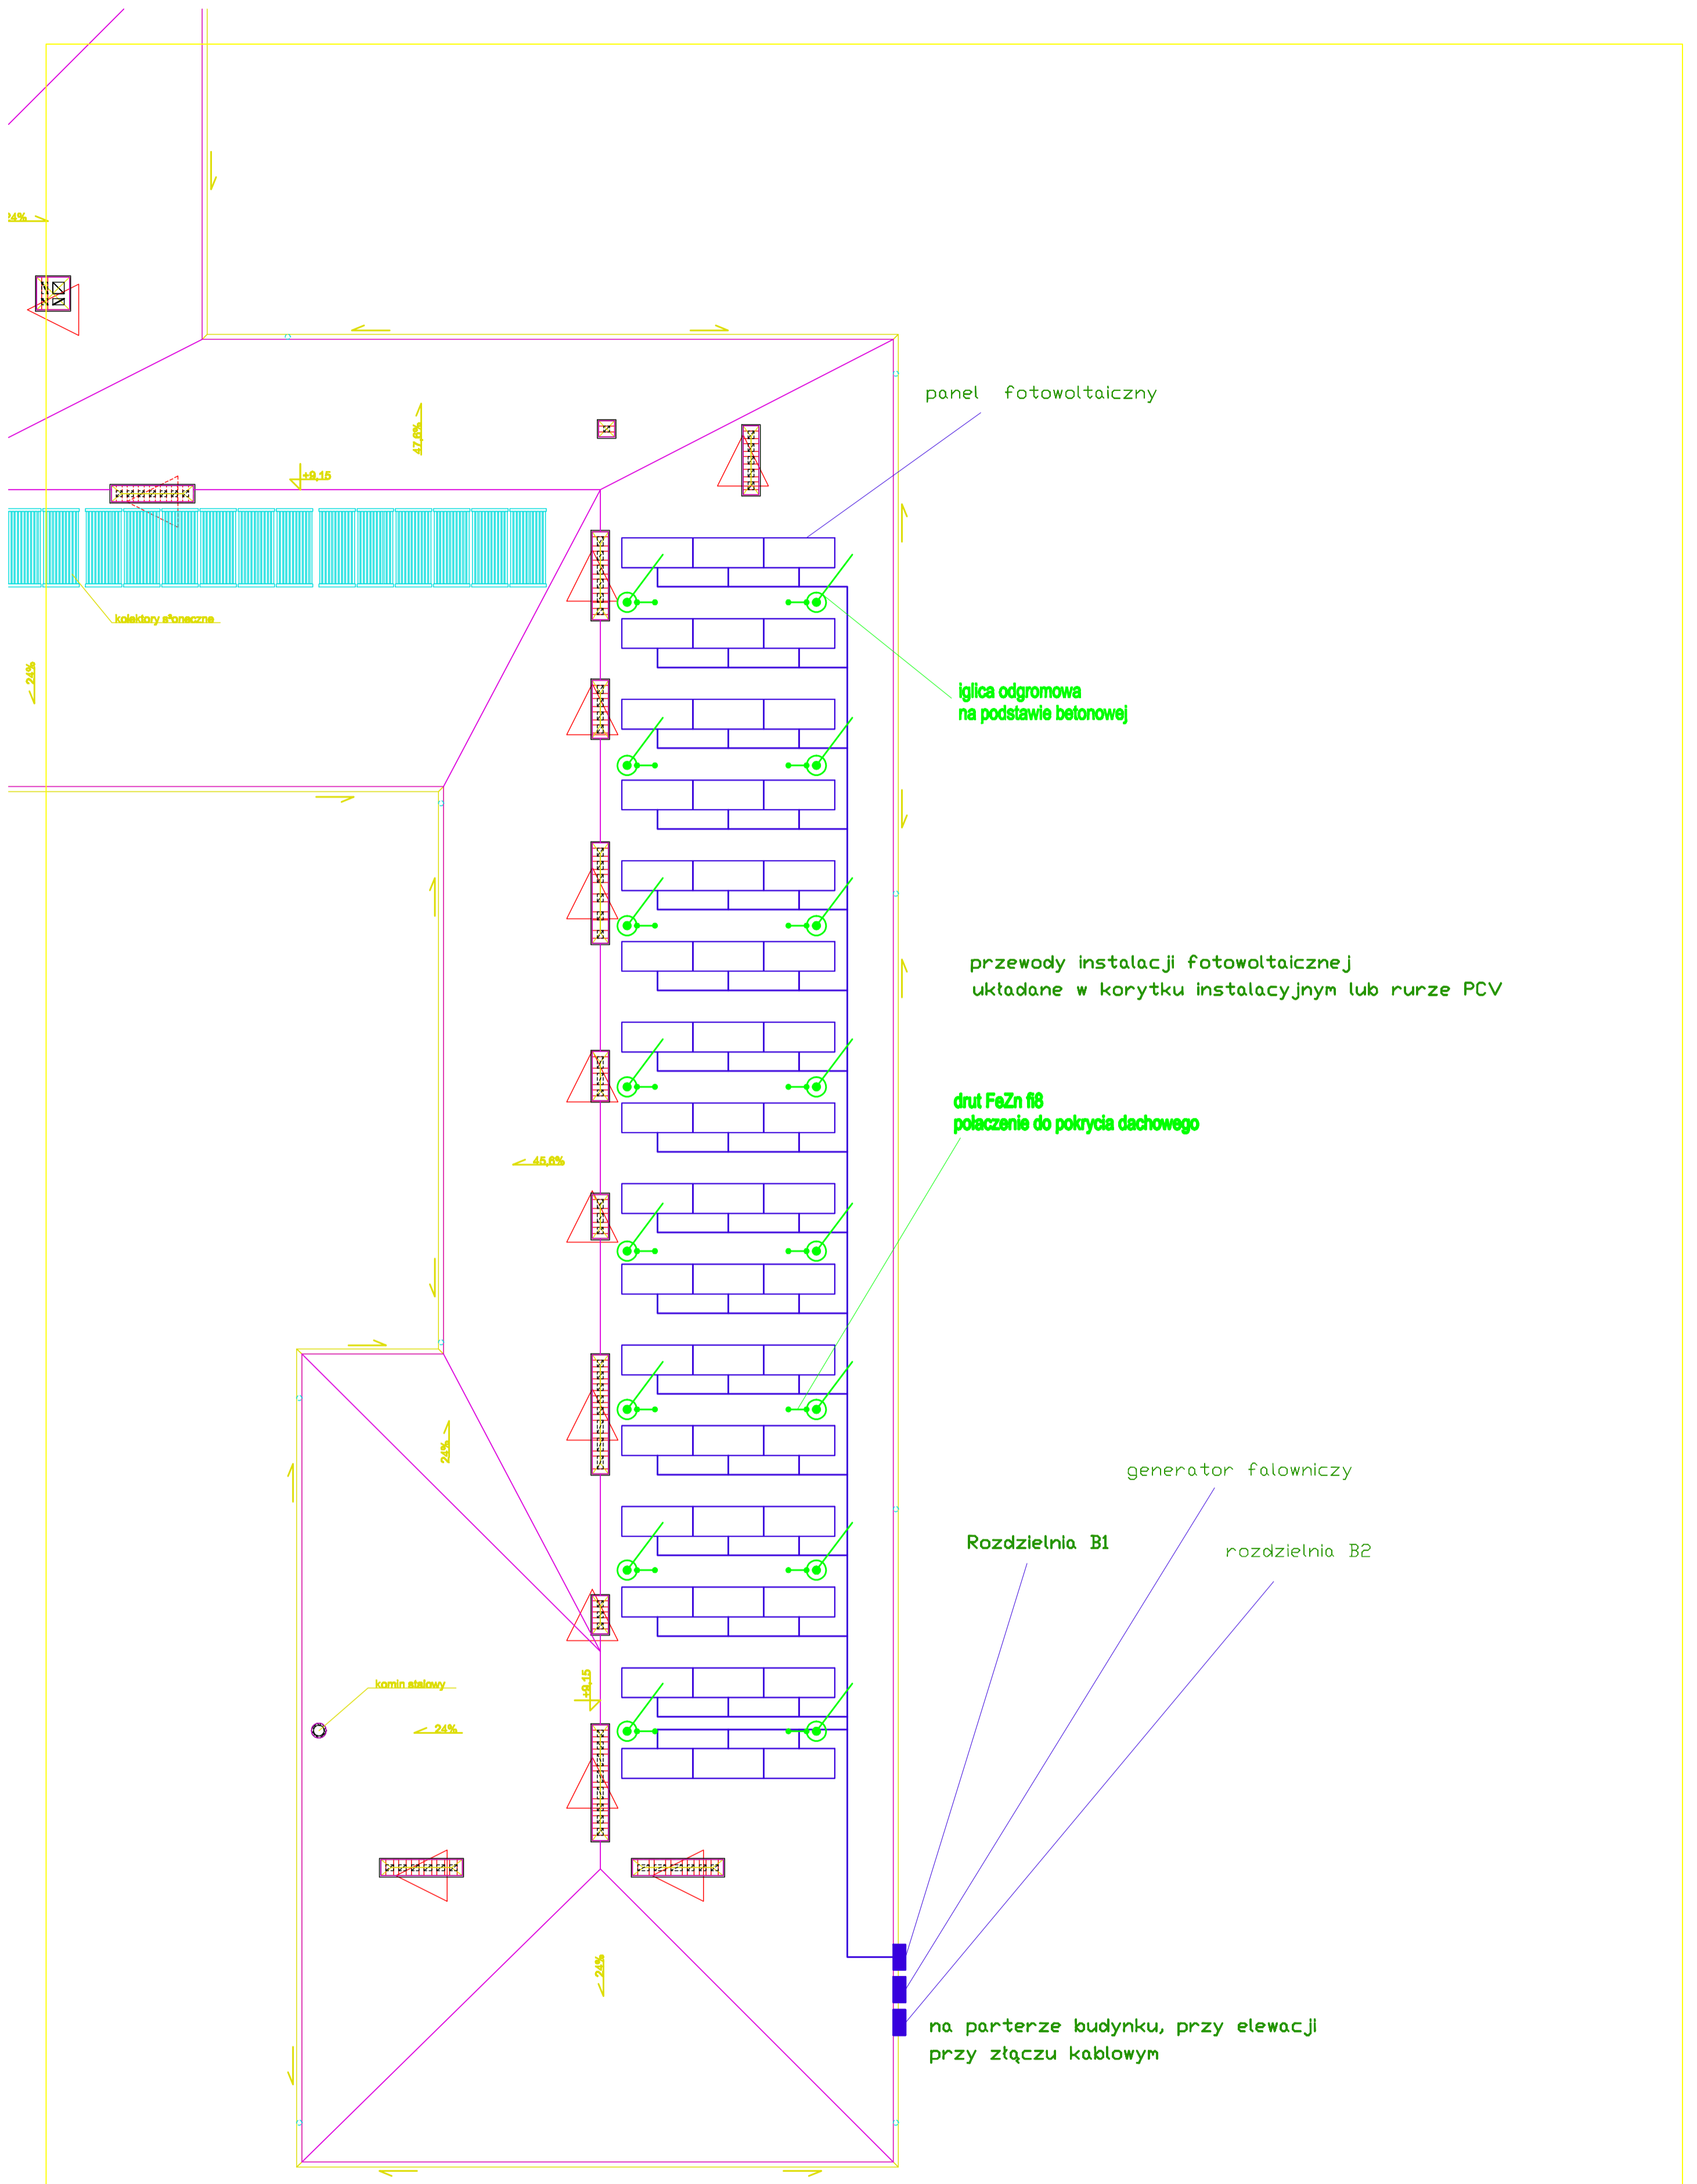 24%
panel fotowoltaiczny
47,6%
+9,15
kolektory s³oneczne
24%
iglica odgromowa
na podstawie betonowej
przewody instalacji fotowoltaicznej
układane w korytku instalacyjnym lub rurze PCV
drut FeZn fi8
połaczenie do pokrycia dachowego
45,6%
24%
generator falowniczy
Rozdzielnia B1
rozdzielnia B2
+9,15
komin stalowy
24%
24%
na parterze budynku, przy elewacji
przy złączu kablowym